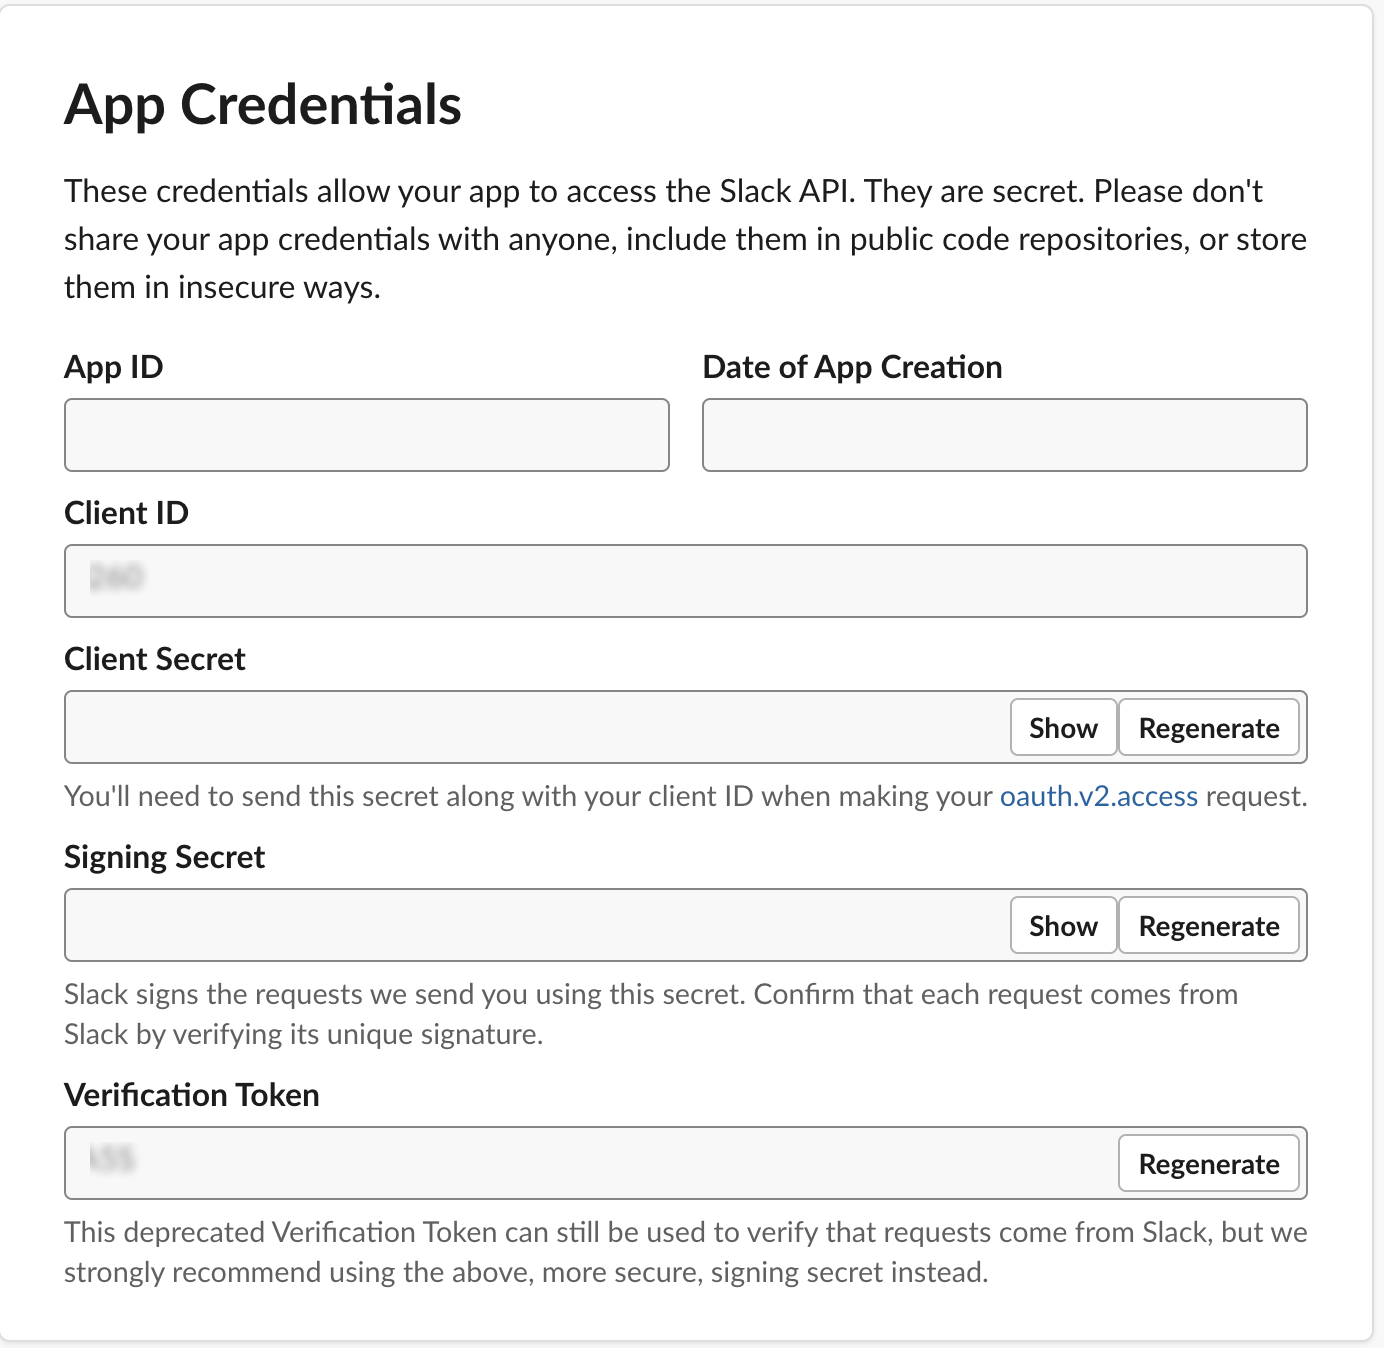 App Credentials
These credentials allow your app to access the Slack API. They are secret. Please don't
share your app credentials with anyone, include them in public code repositories, or store
them in insecure ways.
App ID
Date of App Creation
Client ID
Client Secret
Show
Regenerate
You'll need to send this secret along with your client ID when making your oauth.v2.access request.
Signing Secret
Show
Regenerate
Slack signs the requests we send you using this secret. Confirm that each request comes from
Slack by verifying its unique signature.
Verification Token
Regenerate
This deprecated Verification Token can still be used to verify that requests come from Slack, but we
strongly recommend using the above, more secure, signing secret instead.